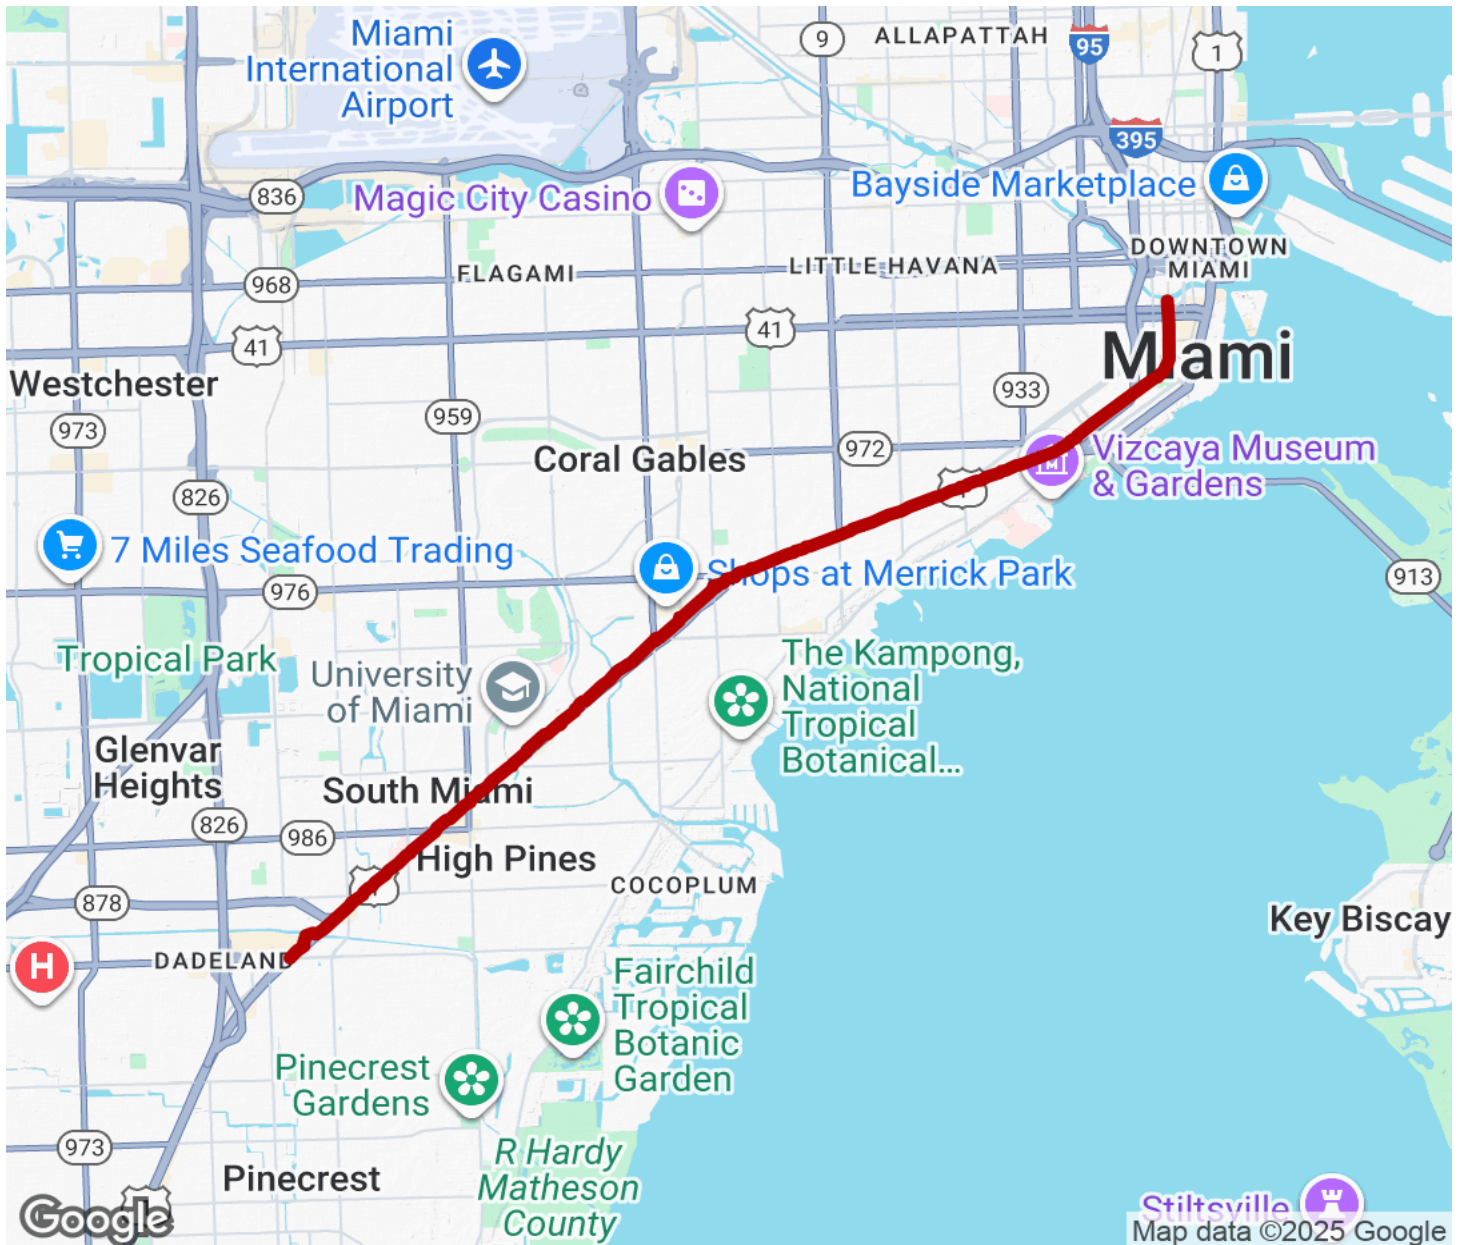 Miami
International
Airport
9
ALLAPATTAH
95
1
395
836
Magic City Casino
Bayside Marketplace
DOWNTOWN
MIAMI
968
FLAGAMI
LITTLE HAVANA
41
41
Miami
Westchester
959
933
973
Coral Gables
972
Vizcaya Museum
& Gardens
826
7 Miles Seafood Trading
Shops at Merrick Park
976
913
Tropical Park
University
of Miami
The Kampong,
National
Tropical
Botanical...
Glenvar
Heights
South Miami
826
986
High Pines
COCOPLUM
878
Key Biscay
H
DADELAND
Fairchild
Tropical
Botanic
Garden
Pinecrest
Gardens
973
R Hardy
Matheson
County
Pinecrest
Stiltsville
Google
Map data ©2025 Google